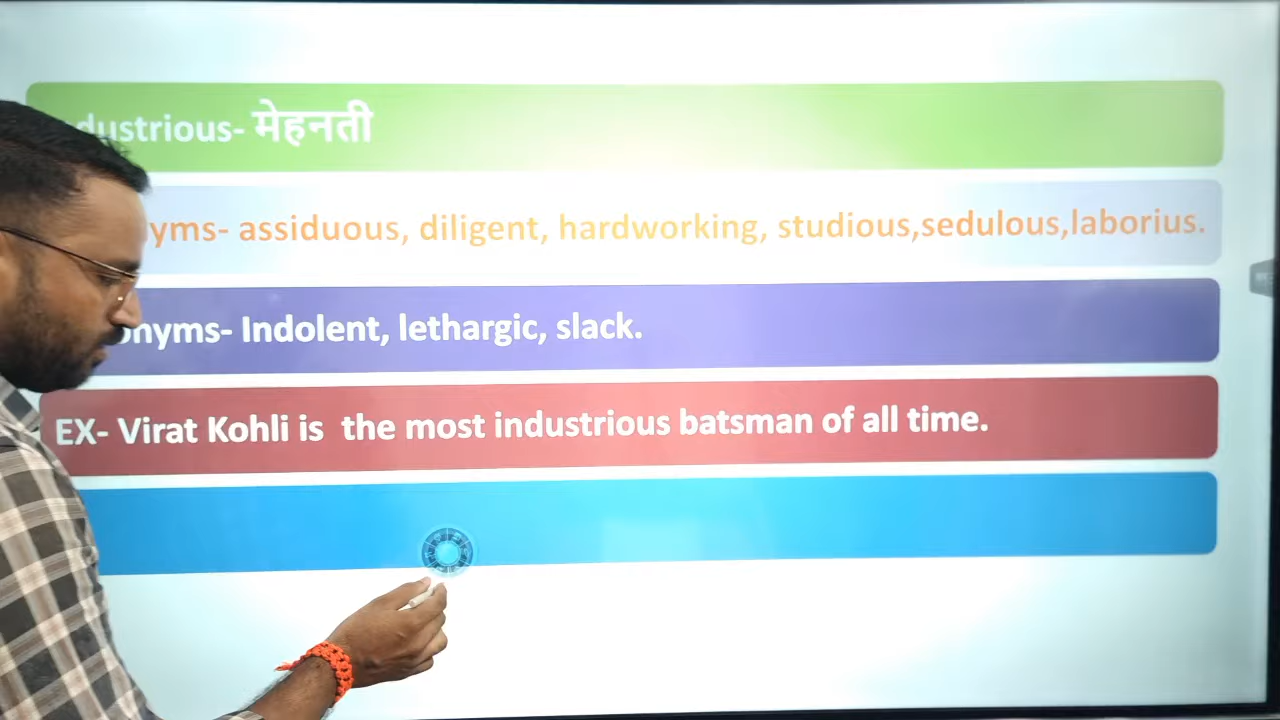 dustrious- मेहनती
yms- assiduous, diligent, hardworking, studious,sedulous,laborius.
onyms- Indolent, lethargic, slack.
EX- Virat Kohli is the most industrious batsman of all time.